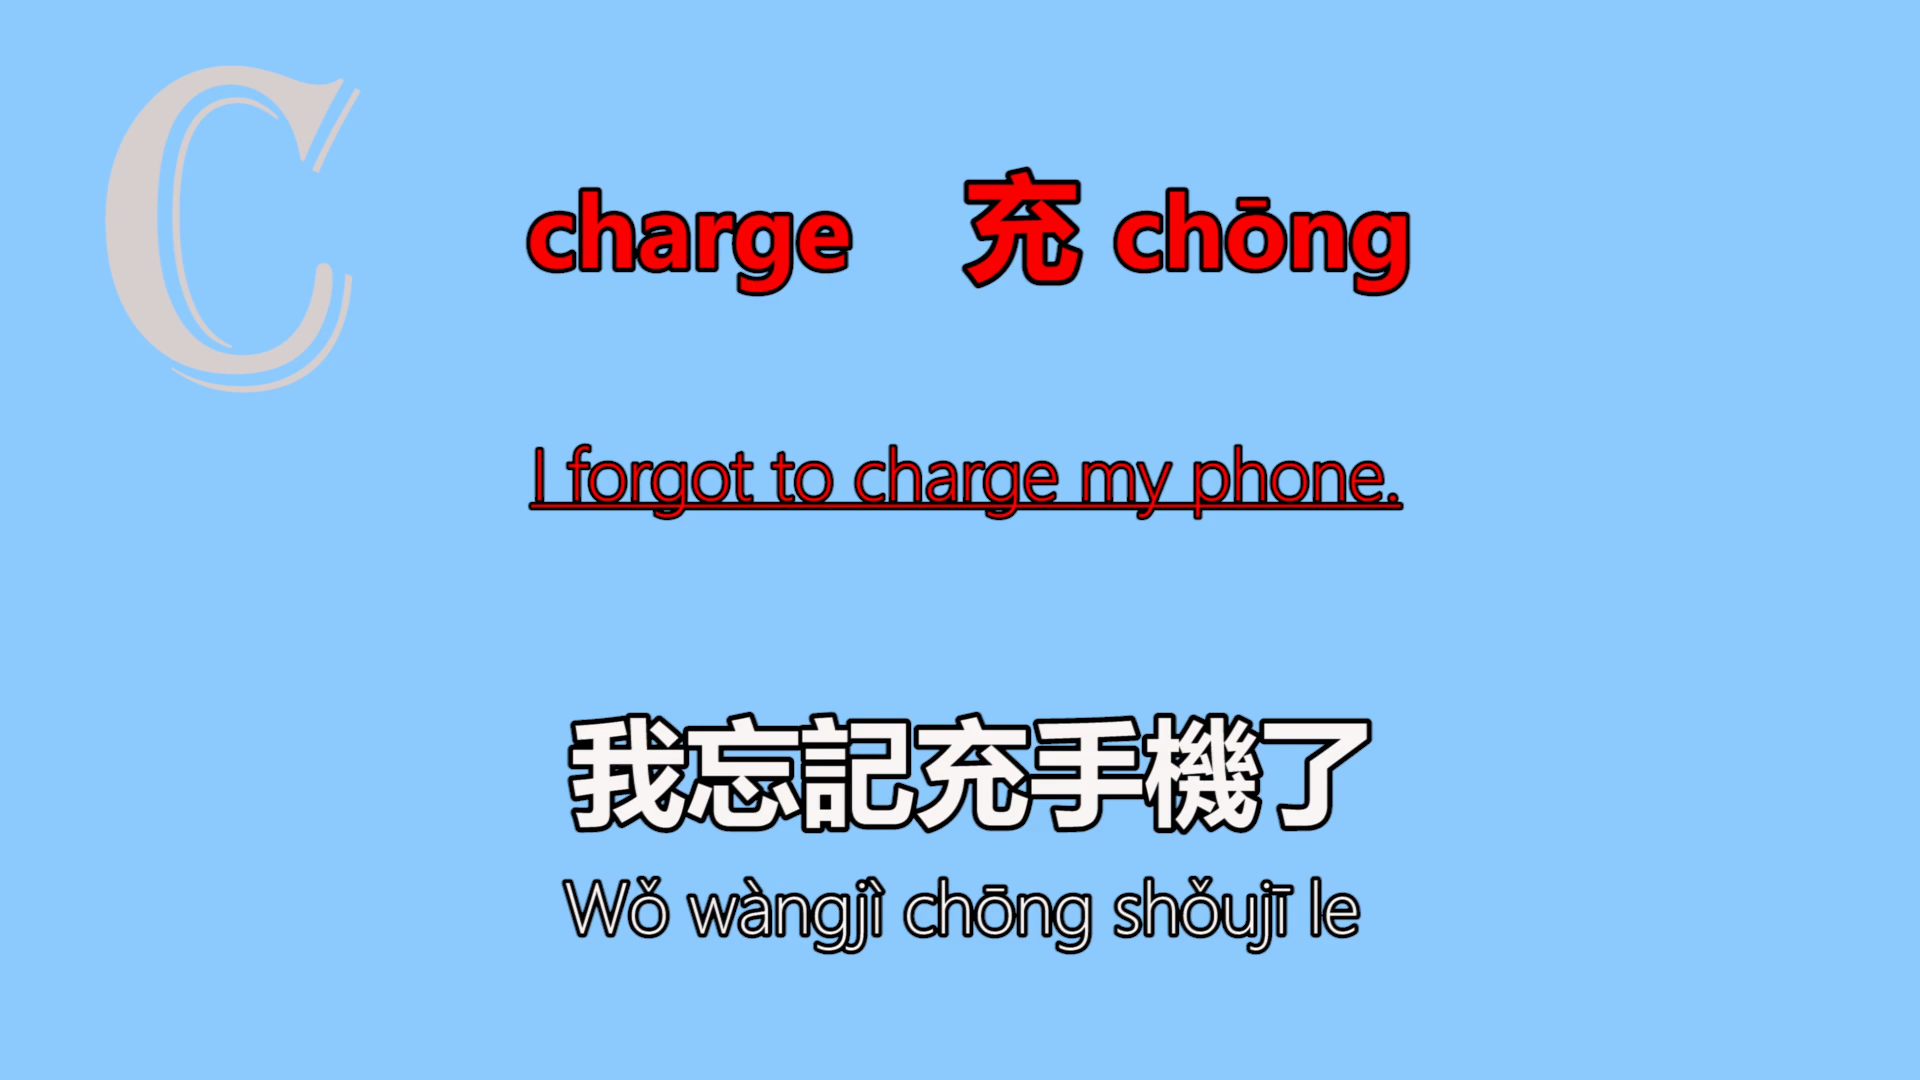 C
charge 充 chōng
I forgot to charge my phone.
我忘記充手機了
Wǒ wàngjì chōng shǒujī le